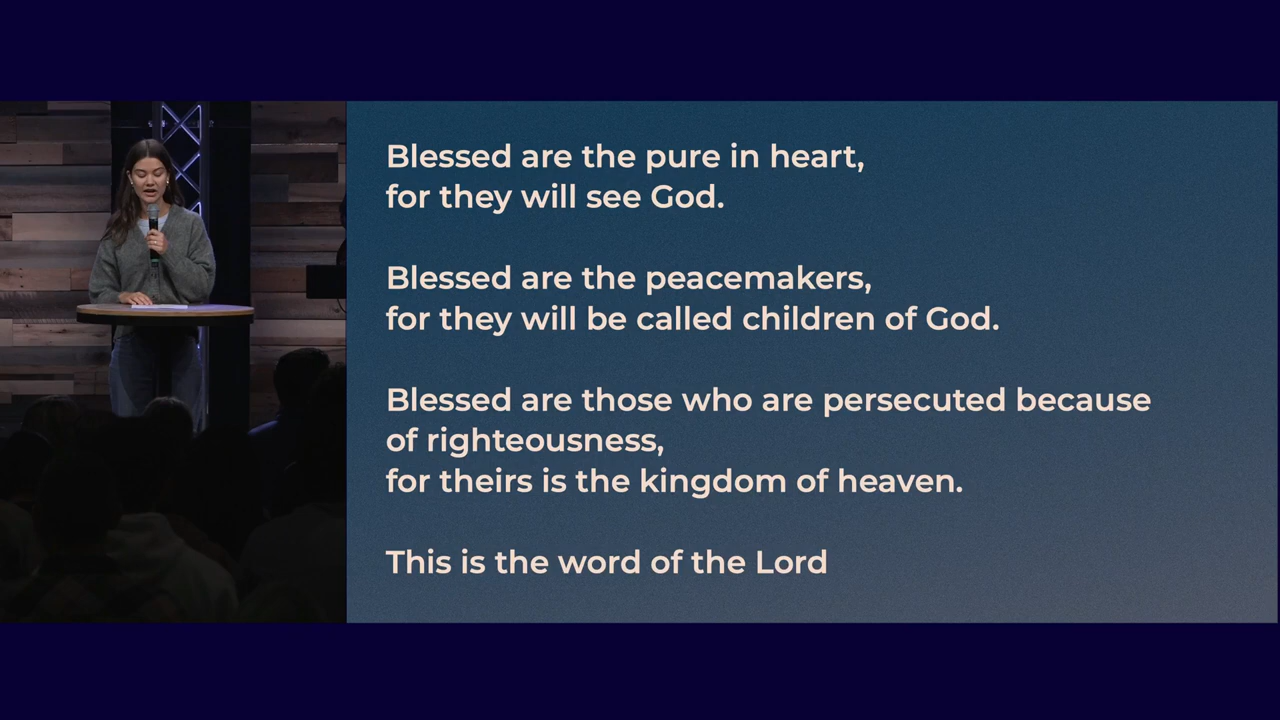 Blessed are the pure in heart,
for they will see God.
Blessed are the peacemakers,
for they will be called children of God.
Blessed are those who are persecuted because
of righteousness,
for theirs is the kingdom of heaven.
This is the word of the Lord